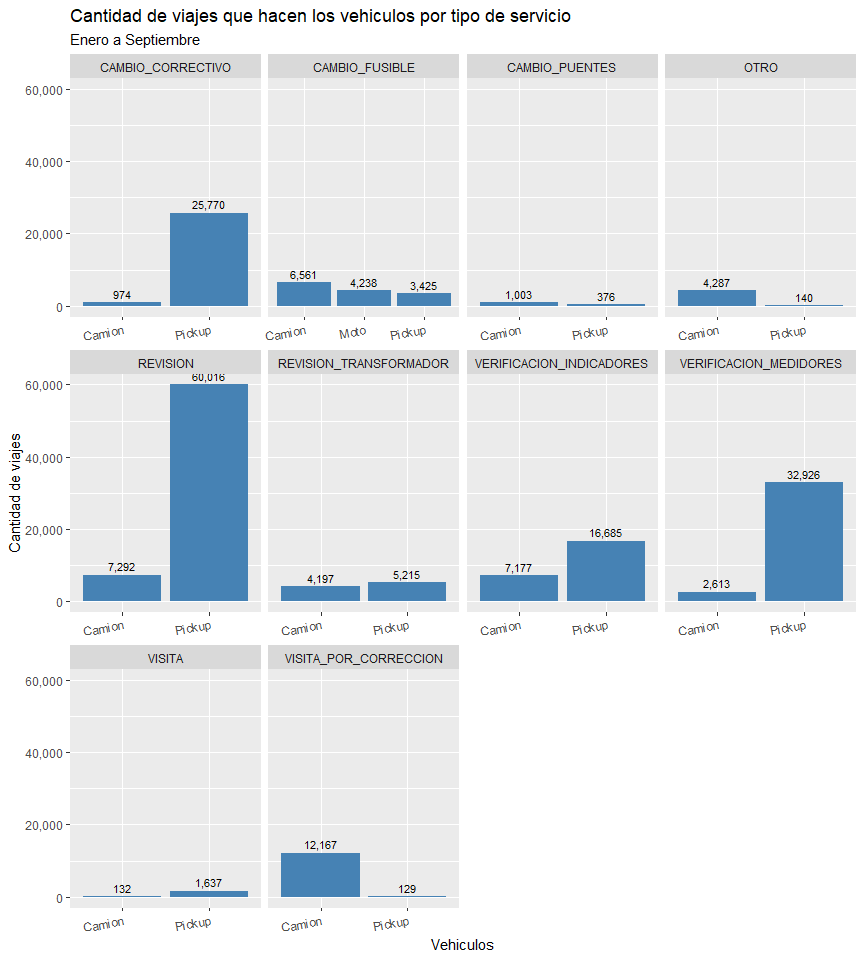 Cantidad de viajes que hacen los vehiculos por tipo de servicio
Enero a Septiembre
CAMBIO_CORRECTIVO CAMBIO_FUSIBLE CAMBIO_PUENTES OTRO
60,000
40,000
20,000
0
974 25,770 6,561 4,238 3,425 1,003 376 4,287 140
Camion Pickup Camion Moto Pickup Camion Pickup Camion Pickup
REVISION REVISION_TRANSFORMADOR VERIFICACION_INDICADORES VERIFICACION_MEDIDORES
60,000
40,000
20,000
0
7,292 60,016 4,197 5,215 7,177 16,685 2,613 32,926
Camion Pickup Camion Pickup Camion Pickup Camion Pickup
Cantidad de viajes
VISITA VISITA_POR_CORRECCION
60,000
40,000
20,000
0
132 1,637 12,167 129
Camion Pickup Camion Pickup
Vehiculos